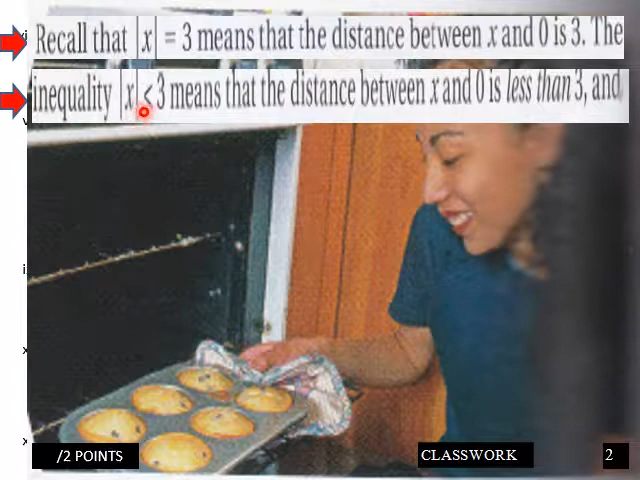 Recall that |x| = 3 means that the distance between x and 0 is 3. The
inequality |x| < 3 means that the distance between x and 0 is less than 3, and
/2 POINTS
CLASSWORK
2